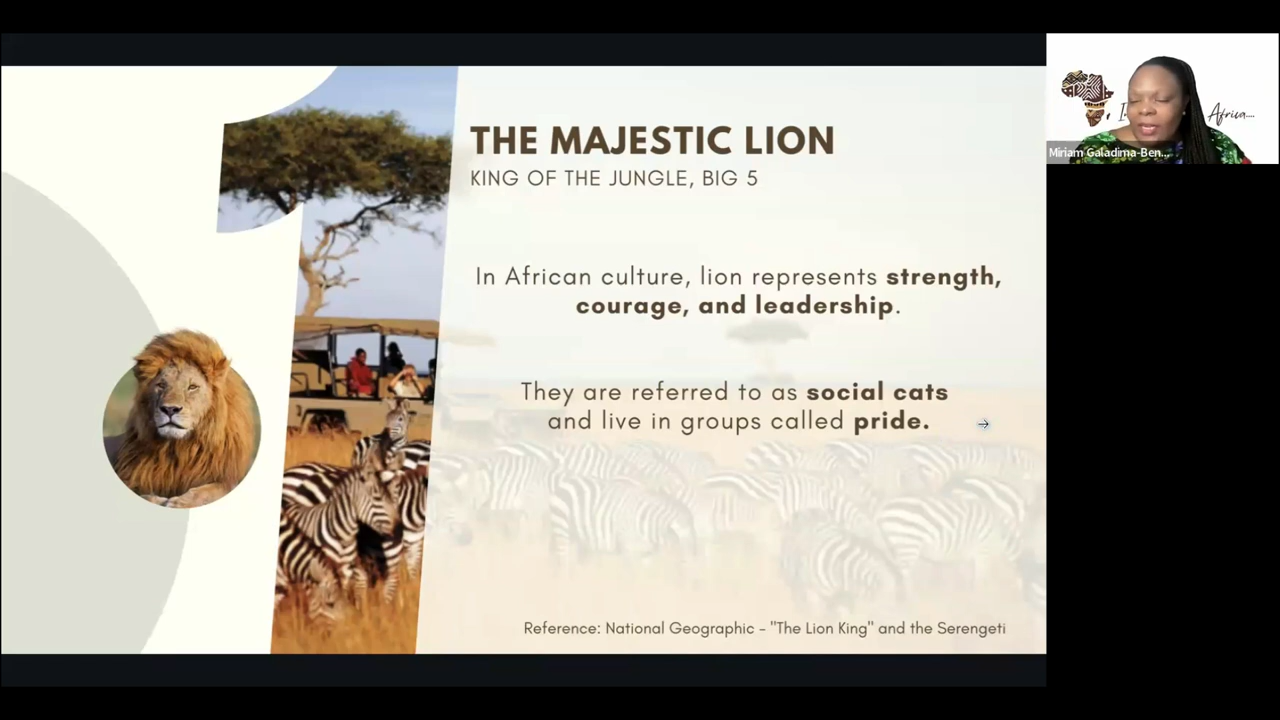 THE MAJESTIC LION
KING OF THE JUNGLE, BIG 5
In African culture, lion represents strength,
courage, and leadership.
They are referred to as social cats
and live in groups called pride.
Reference: National Geographic - "The Lion King" and the Serengeti
Africa....
Miriam Galadima-Ben...